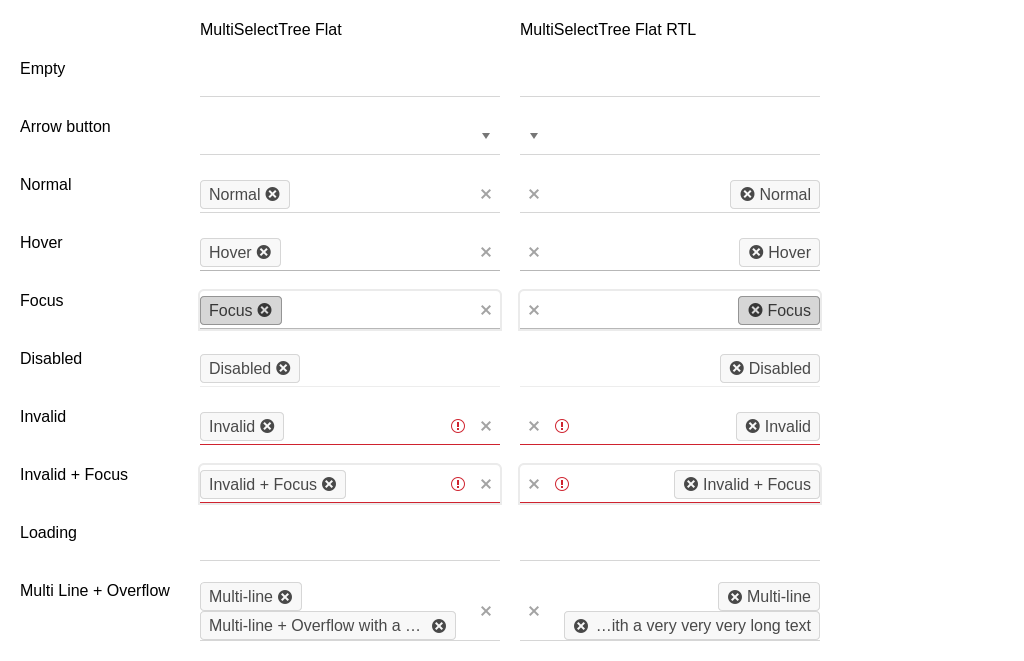 MultiSelectTree Flat MultiSelectTree Flat RTL
Empty
Arrow button
Normal Normal Normal
Hover Hover Hover
Focus Focus Focus
Disabled Disabled Disabled
Invalid Invalid Invalid
Invalid + Focus Invalid + Focus Invalid + Focus
Loading
Multi Line + Overflow Multi-line Multi-line
Multi-line + Overflow with a … …ith a very very very long text